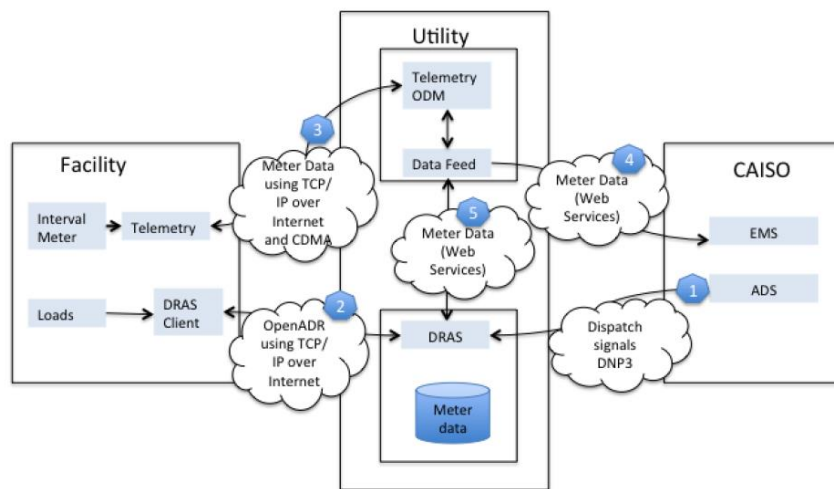 Utility
Telemetry
ODM
3
Facility
Meter Data
using TCP/
IP over
Internet
and CDMA
Data Feed
4
CAISO
Meter Data
(Web
Services)
Interval
Meter
Telemetry
5
Meter Data
(Web
Services)
EMS
1
ADS
Loads
DRAS
Client
2
OpenADR
using TCP/
IP over
Internet
DRAS
Dispatch
signals
DNP3
Meter
data